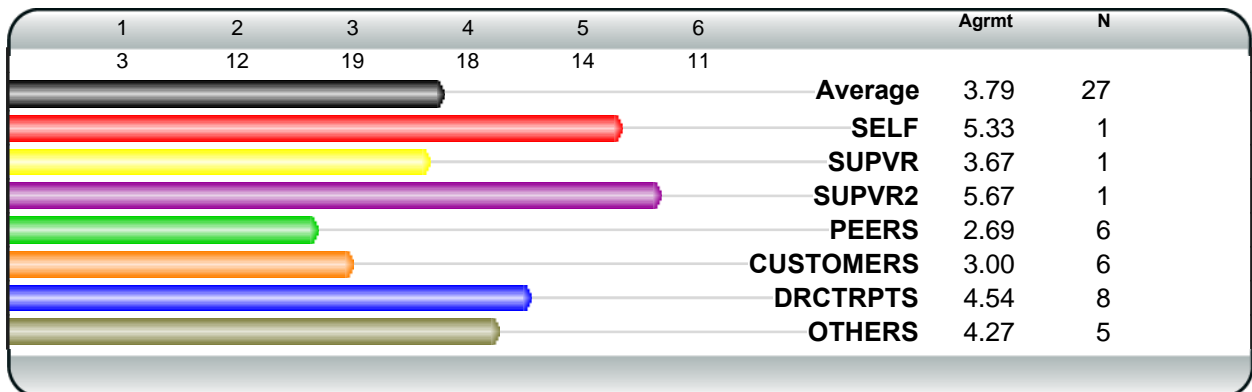 1 2 3 4 5 6 Agrmt N
3 12 19 18 14 11
Average 3.79 27
SELF 5.33 1
SUPVR 3.67 1
SUPVR2 5.67 1
PEERS 2.69 6
CUSTOMERS 3.00 6
DRCTRPTS 4.54 8
OTHERS 4.27 5